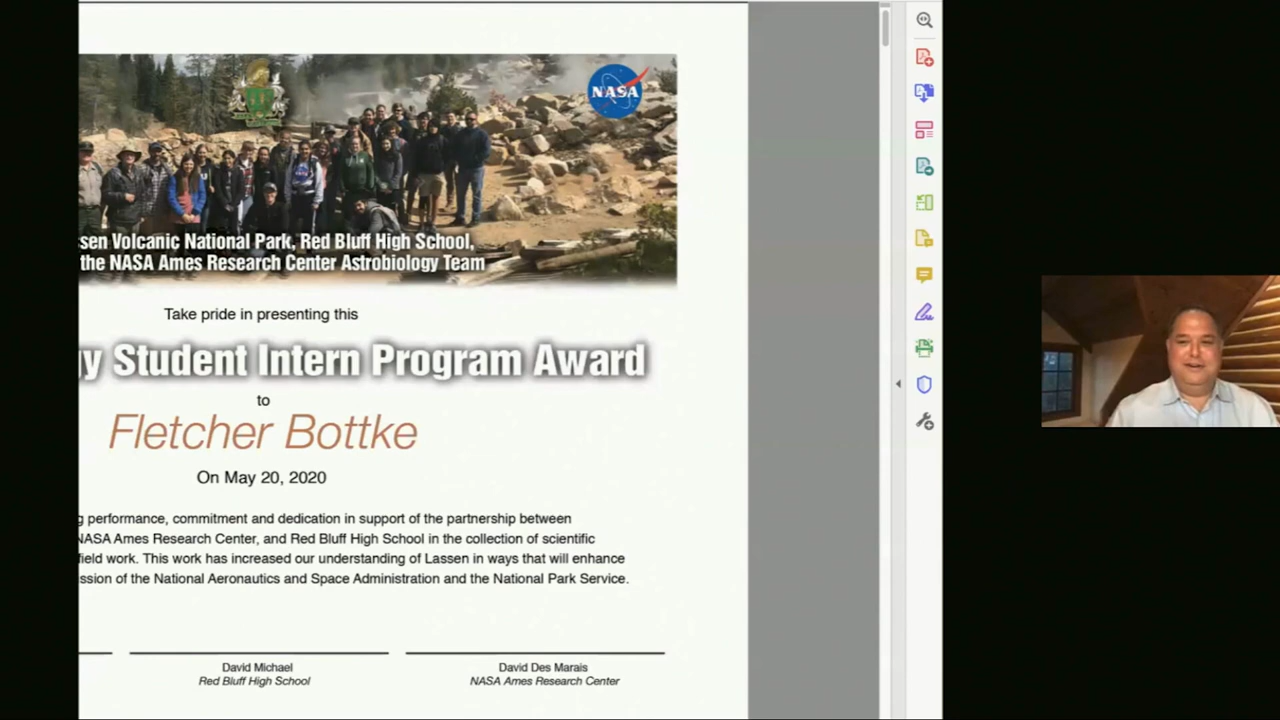 NASA
ssen Volcanic National Park, Red Bluff High School,
the NASA Ames Research Center Astrobiology Team
Take pride in presenting this
gy Student Intern Program Award
to
Fletcher Bottke
On May 20, 2020
g performance, commitment and dedication in support of the partnership between
NASA Ames Research Center, and Red Bluff High School in the collection of scientific
field work. This work has increased our understanding of Lassen in ways that will enhance
ssion of the National Aeronautics and Space Administration and the National Park Service.
David Michael
Red Bluff High School
David Des Marais
NASA Ames Research Center